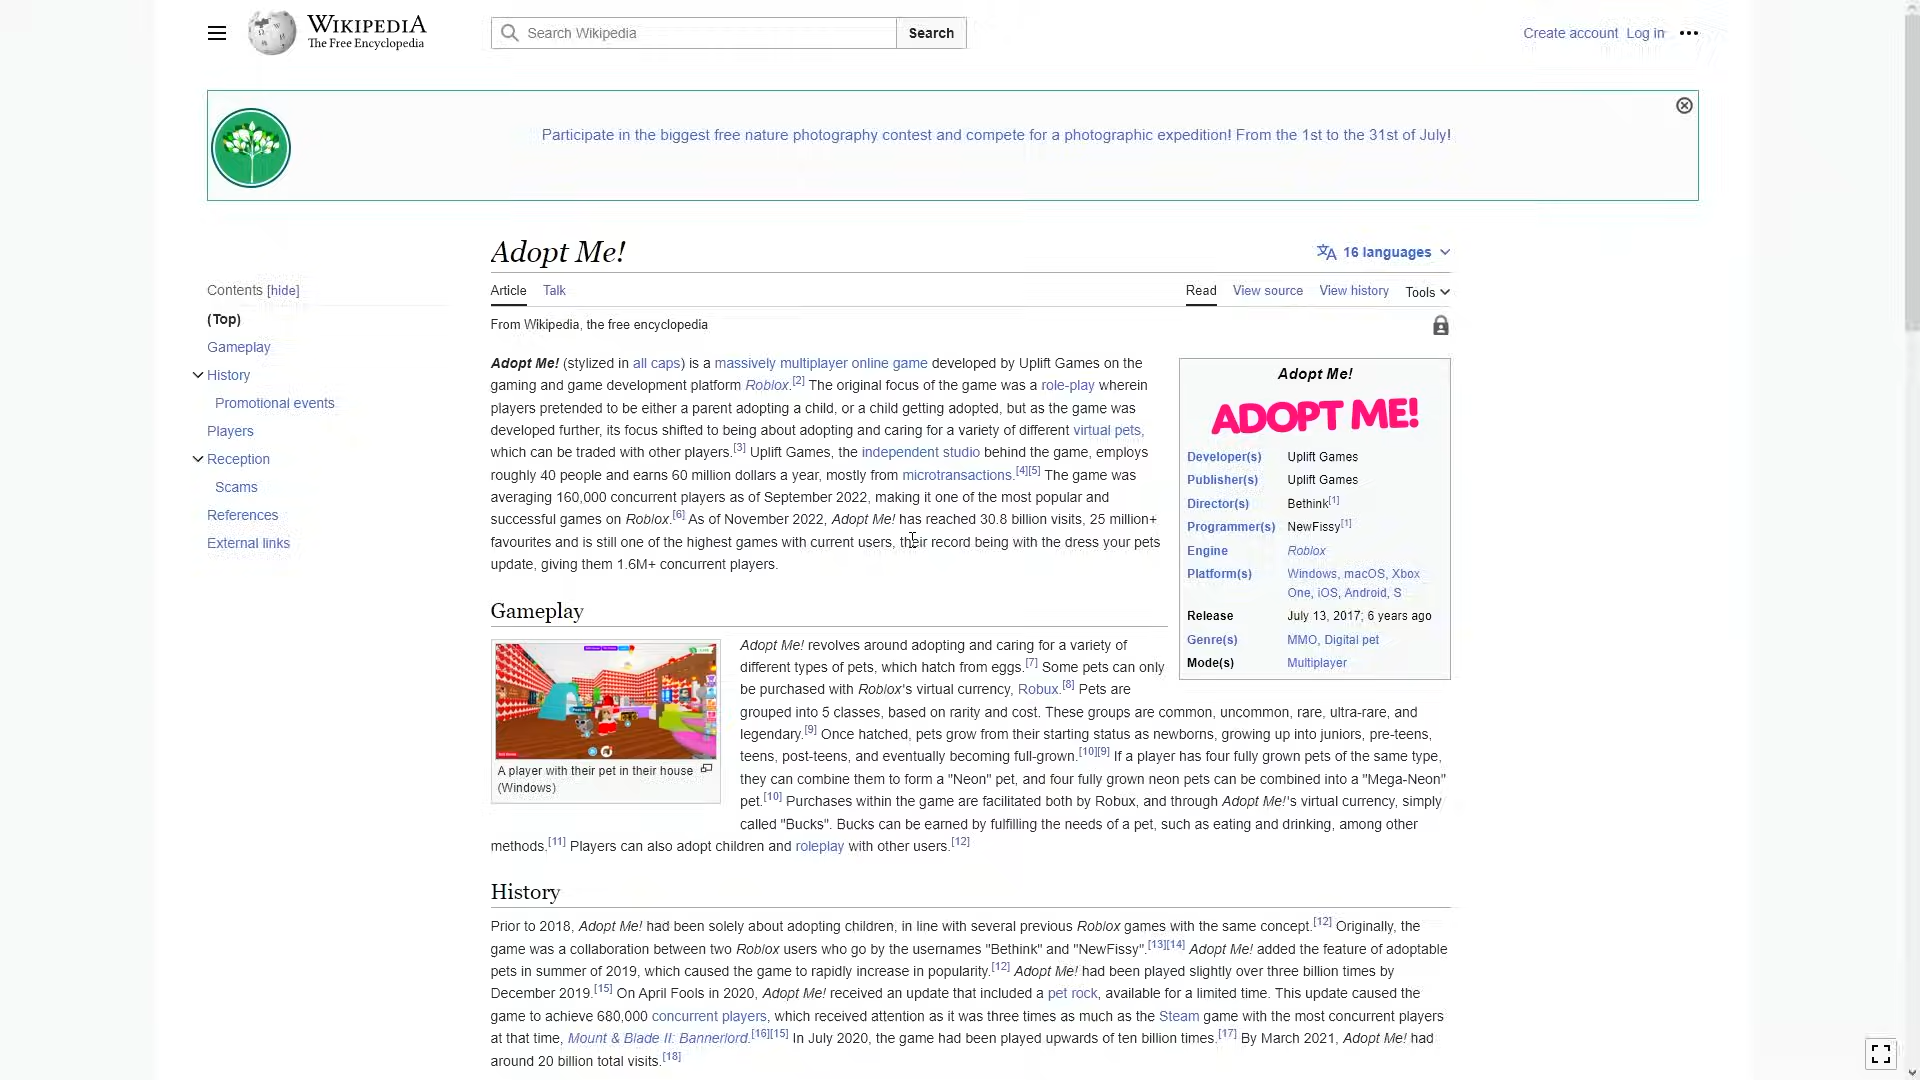 WIKIPEDIA
The Free Encyclopedia
Search Wikipedia
Search
Create account Log in
Participate in the biggest free nature photography contest and compete for a photographic expedition! From the 1st to the 31st of July!
Adopt Me!
16 languages
Contents [hide]
(Top)
Gameplay
History
Promotional events
Players
Reception
Scams
References
External links
Article Talk
Read View source View history Tools
From Wikipedia, the free encyclopedia
Adopt Me! (stylized in all caps) is a massively multiplayer online game developed by Uplift Games on the
gaming and game development platform Roblox.[2] The original focus of the game was a role-play wherein
players pretended to be either a parent adopting a child, or a child getting adopted, but as the game was
developed further, its focus shifted to being about adopting and caring for a variety of different virtual pets,
which can be traded with other players.[3] Uplift Games, the independent studio behind the game, employs
roughly 40 people and earns 60 million dollars a year, mostly from microtransactions.[4][5] The game was
averaging 160,000 concurrent players as of September 2022, making it one of the most popular and
successful games on Roblox.[6] As of November 2022, Adopt Me! has reached 30.8 billion visits, 25 million+
favourites and is still one of the highest games with current users, their record being with the dress your pets
update, giving them 1.6M+ concurrent players.
Adopt Me!
ADOPT ME!
Developer(s) Uplift Games
Publisher(s) Uplift Games
Director(s) Bethink[1]
Programmer(s) NewFissy[1]
Engine Roblox
Platform(s) Windows, macOS, Xbox
One, iOS, Android, S
Release July 13, 2017; 6 years ago
Genre(s) MMO, Digital pet
Mode(s) Multiplayer
Gameplay
A player with their pet in their house
(Windows)
Adopt Me! revolves around adopting and caring for a variety of
different types of pets, which hatch from eggs.[7] Some pets can only
be purchased with Roblox's virtual currency, Robux.[8] Pets are
grouped into 5 classes, based on rarity and cost. These groups are common, uncommon, rare, ultra-rare, and
legendary.[9] Once hatched, pets grow from their starting status as newborns, growing up into juniors, pre-teens,
teens, post-teens, and eventually becoming full-grown.[10][9] If a player has four fully grown pets of the same type,
they can combine them to form a "Neon" pet, and four fully grown neon pets can be combined into a "Mega-Neon"
pet.[10] Purchases within the game are facilitated both by Robux, and through Adopt Me!'s virtual currency, simply
called "Bucks". Bucks can be earned by fulfilling the needs of a pet, such as eating and drinking, among other
methods.[11] Players can also adopt children and roleplay with other users.[12]
History
Prior to 2018, Adopt Me! had been solely about adopting children, in line with several previous Roblox games with the same concept.[12] Originally, the
game was a collaboration between two Roblox users who go by the usernames "Bethink" and "NewFissy".[13][14] Adopt Me! added the feature of adoptable
pets in summer of 2019, which caused the game to rapidly increase in popularity.[12] Adopt Me! had been played slightly over three billion times by
December 2019.[15] On April Fools in 2020, Adopt Me! received an update that included a pet rock, available for a limited time. This update caused the
game to achieve 680,000 concurrent players, which received attention as it was three times as much as the Steam game with the most concurrent players
at that time, Mount & Blade II: Bannerlord.[16][15] In July 2020, the game had been played upwards of ten billion times.[17] By March 2021, Adopt Me! had
around 20 billion total visits.[18]